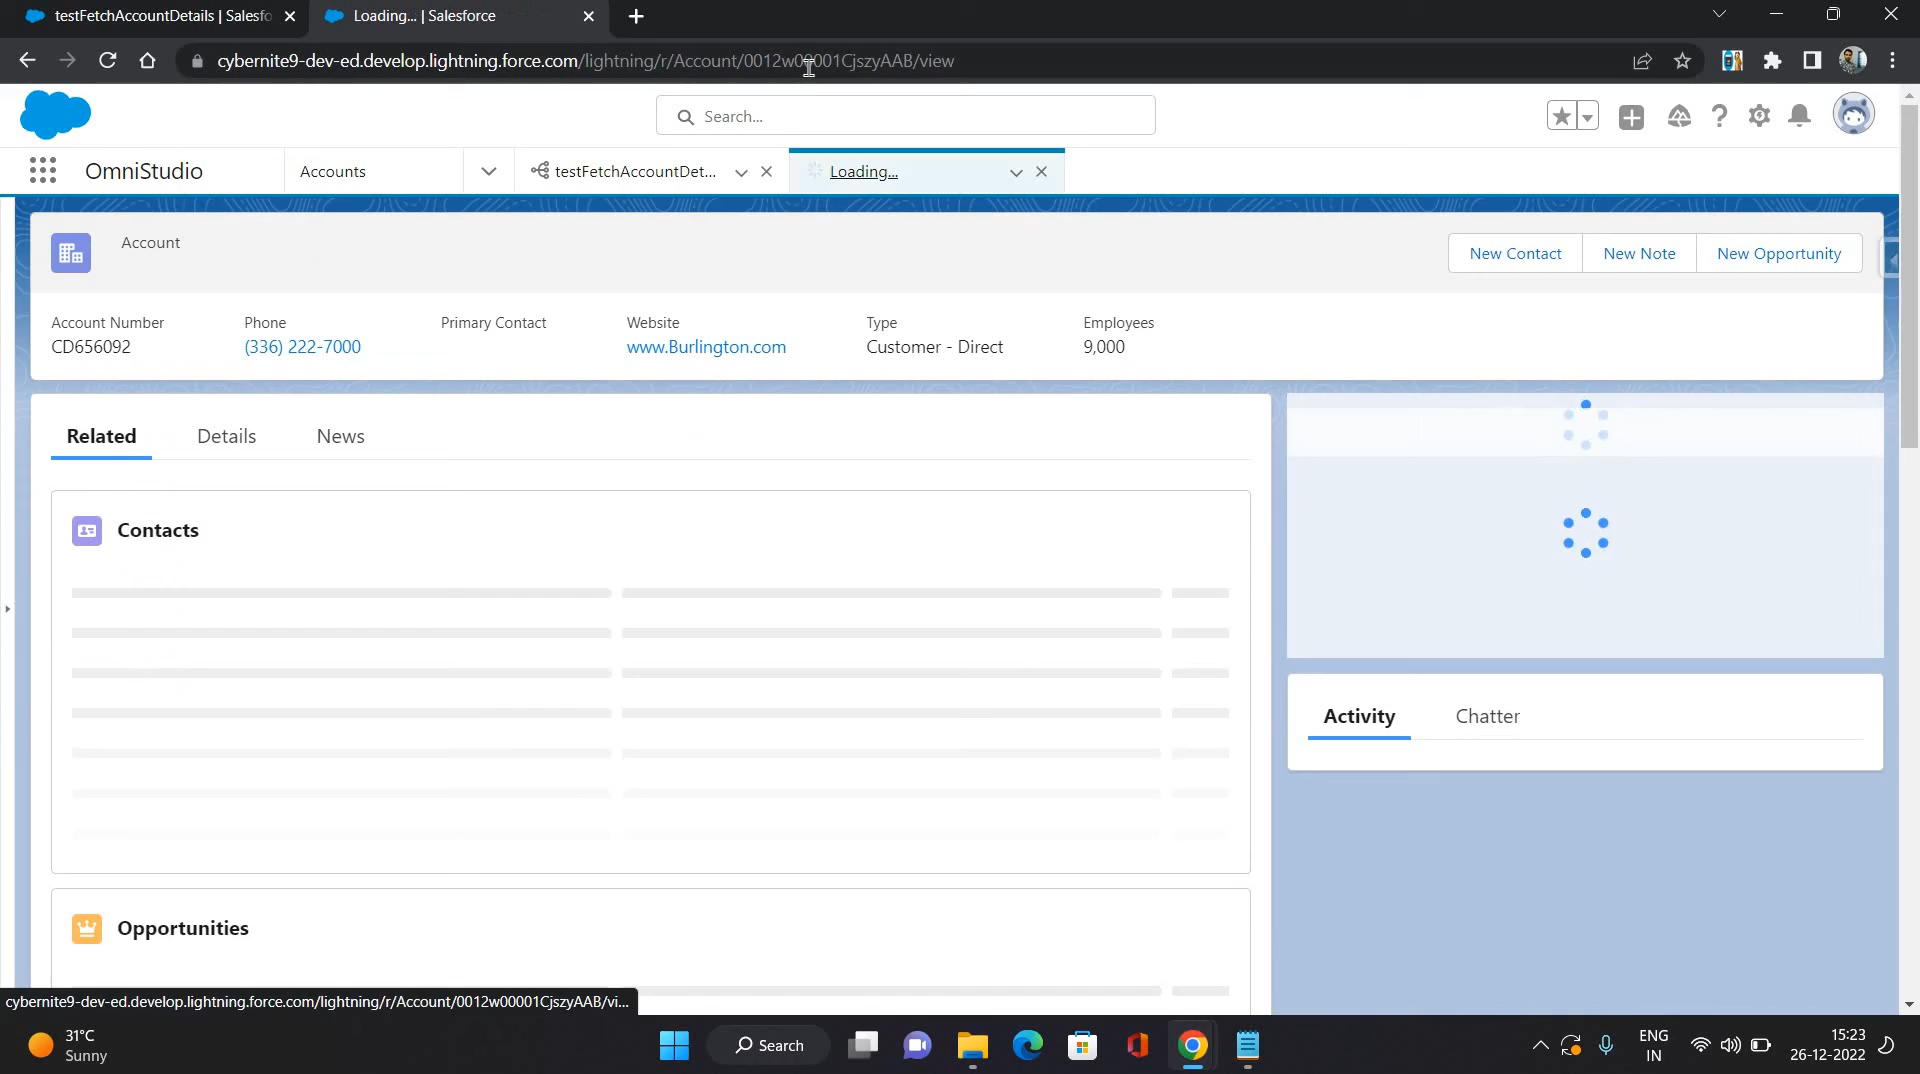 testFetchAccountDetails | Salesfo
Loading... | Salesforce
cybernite9-dev-ed.develop.lightning.force.com/lightning/r/Account/0012w00001CjszyAAB/view
Search...
OmniStudio
Accounts
testFetchAccountDet...
Loading...
Account
New Contact
New Note
New Opportunity
Account Number
Phone
Primary Contact
Website
Type
Employees
CD656092
(336) 222-7000
www.Burlington.com
Customer - Direct
9,000
Related
Details
News
Contacts
Activity
Chatter
Opportunities
cybernite9-dev-ed.develop.lightning.force.com/lightning/r/Account/0012w00001CjszyAAB/vi...
31°C
Sunny
Search
ENG
IN
15:23
26-12-2022